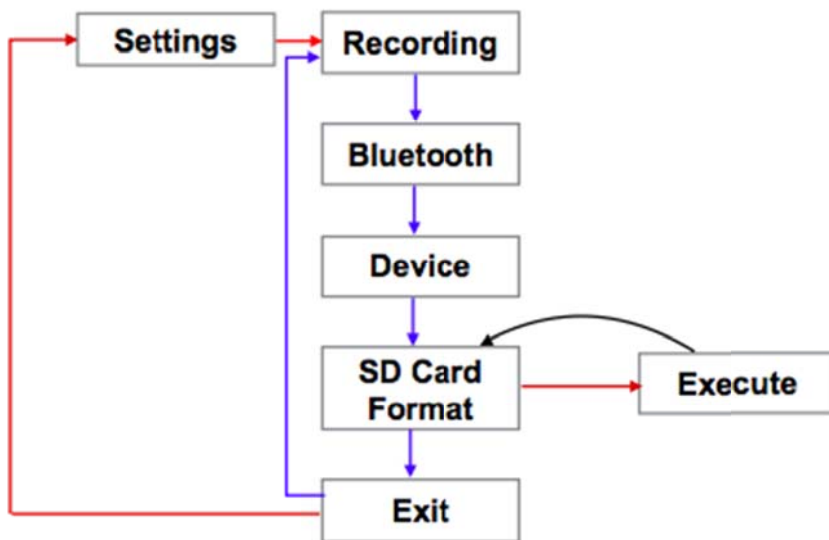 Settings
Recording
Bluetooth
Device
SD Card
Format
Execute
Exit